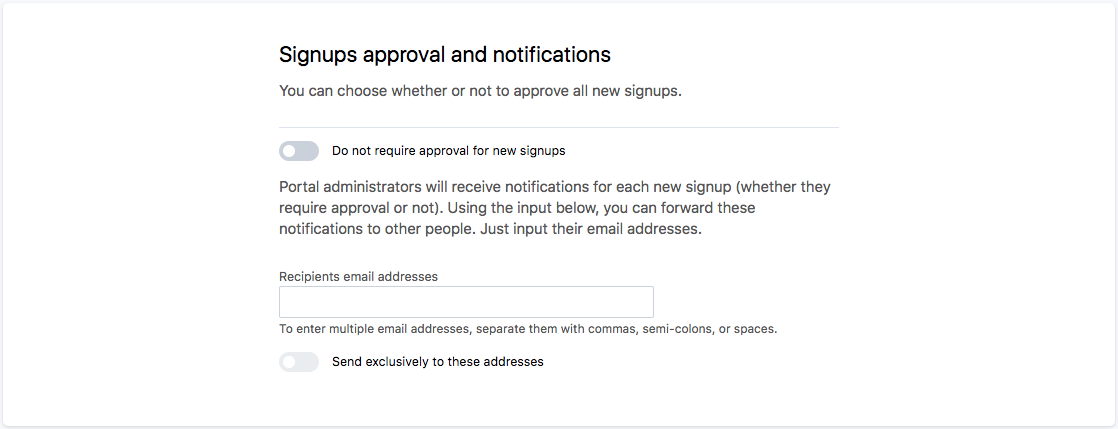 Signups approval and notifications
You can choose whether or not to approve all new signups.
Do not require approval for new signups
Portal administrators will receive notifications for each new signup (whether they
require approval or not). Using the input below, you can forward these
notifications to other people. Just input their email addresses.
Recipients email addresses
To enter multiple email addresses, separate them with commas, semi-colons, or spaces.
Send exclusively to these addresses